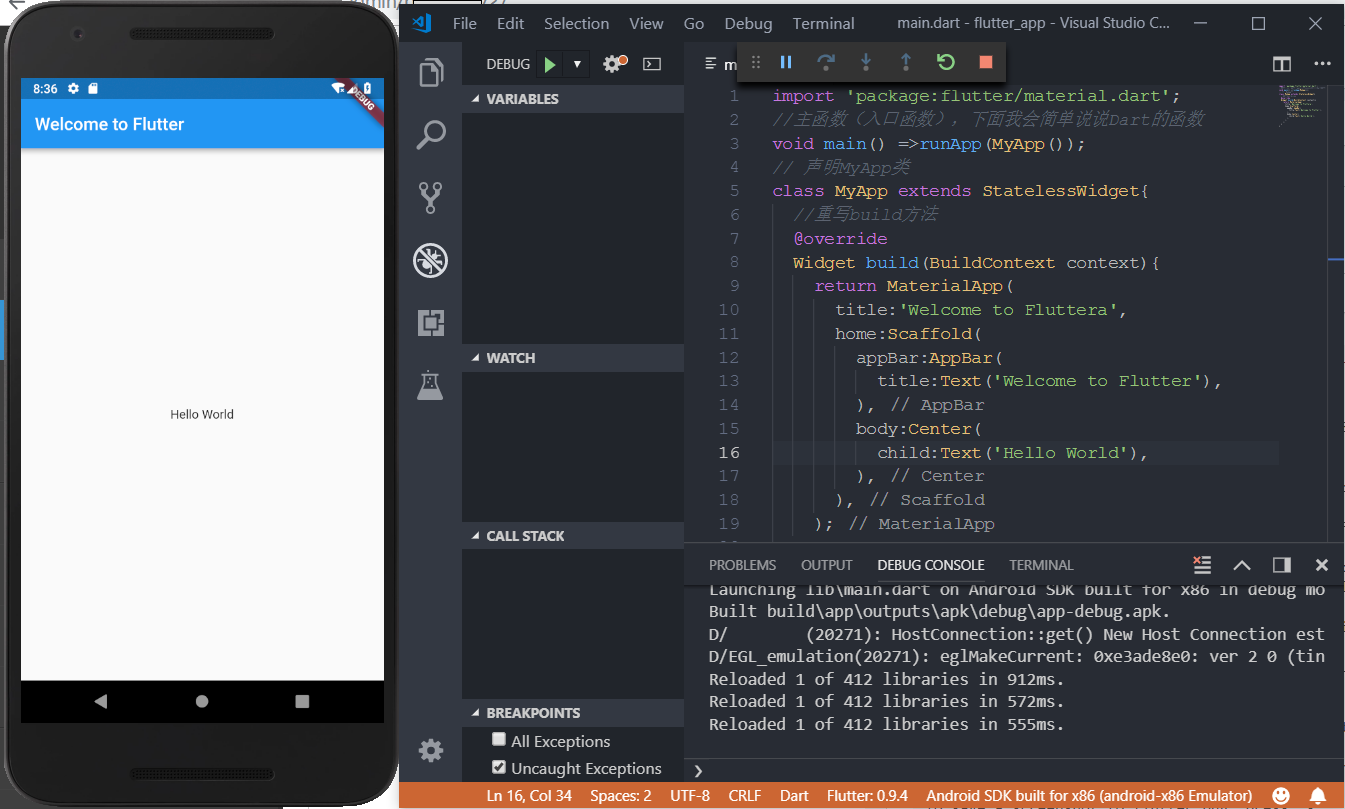 8:36
DEBUG
Welcome to Flutter
Hello World
File Edit Selection View Go Debug Terminal main.dart - flutter_app - Visual Studio C...
DEBUG
m
VARIABLES
WATCH
CALL STACK
BREAKPOINTS
All Exceptions
Uncaught Exceptions
1 import 'package:flutter/material.dart';
2 //主函数（入口函数），下面我会简单说说Dart的函数
3 void main() =>runApp(MyApp());
4 // 声明MyApp类
5 class MyApp extends StatelessWidget{
6 //重写build方法
7 @override
8 Widget build(BuildContext context){
9 return MaterialApp(
10 title:'Welcome to Fluttera',
11 home:Scaffold(
12 appBar:AppBar(
13 title:Text('Welcome to Flutter'),
14 ), // AppBar
15 body:Center(
16 child:Text('Hello World'),
17 ), // Center
18 ), // Scaffold
19 ); // MaterialApp
PROBLEMS OUTPUT DEBUG CONSOLE TERMINAL
Launching lib\main.dart on Android SDK built for x86 in debug mo
Built build\app\outputs\apk\debug\app-debug.apk.
D/ (20271): HostConnection::get() New Host Connection est
D/EGL_emulation(20271): eglMakeCurrent: 0xe3ade8e0: ver 2 0 (tin
Reloaded 1 of 412 libraries in 912ms.
Reloaded 1 of 412 libraries in 572ms.
Reloaded 1 of 412 libraries in 555ms.
Ln 16, Col 34 Spaces: 2 UTF-8 CRLF Dart Flutter: 0.9.4 Android SDK built for x86 (android-x86 Emulator)